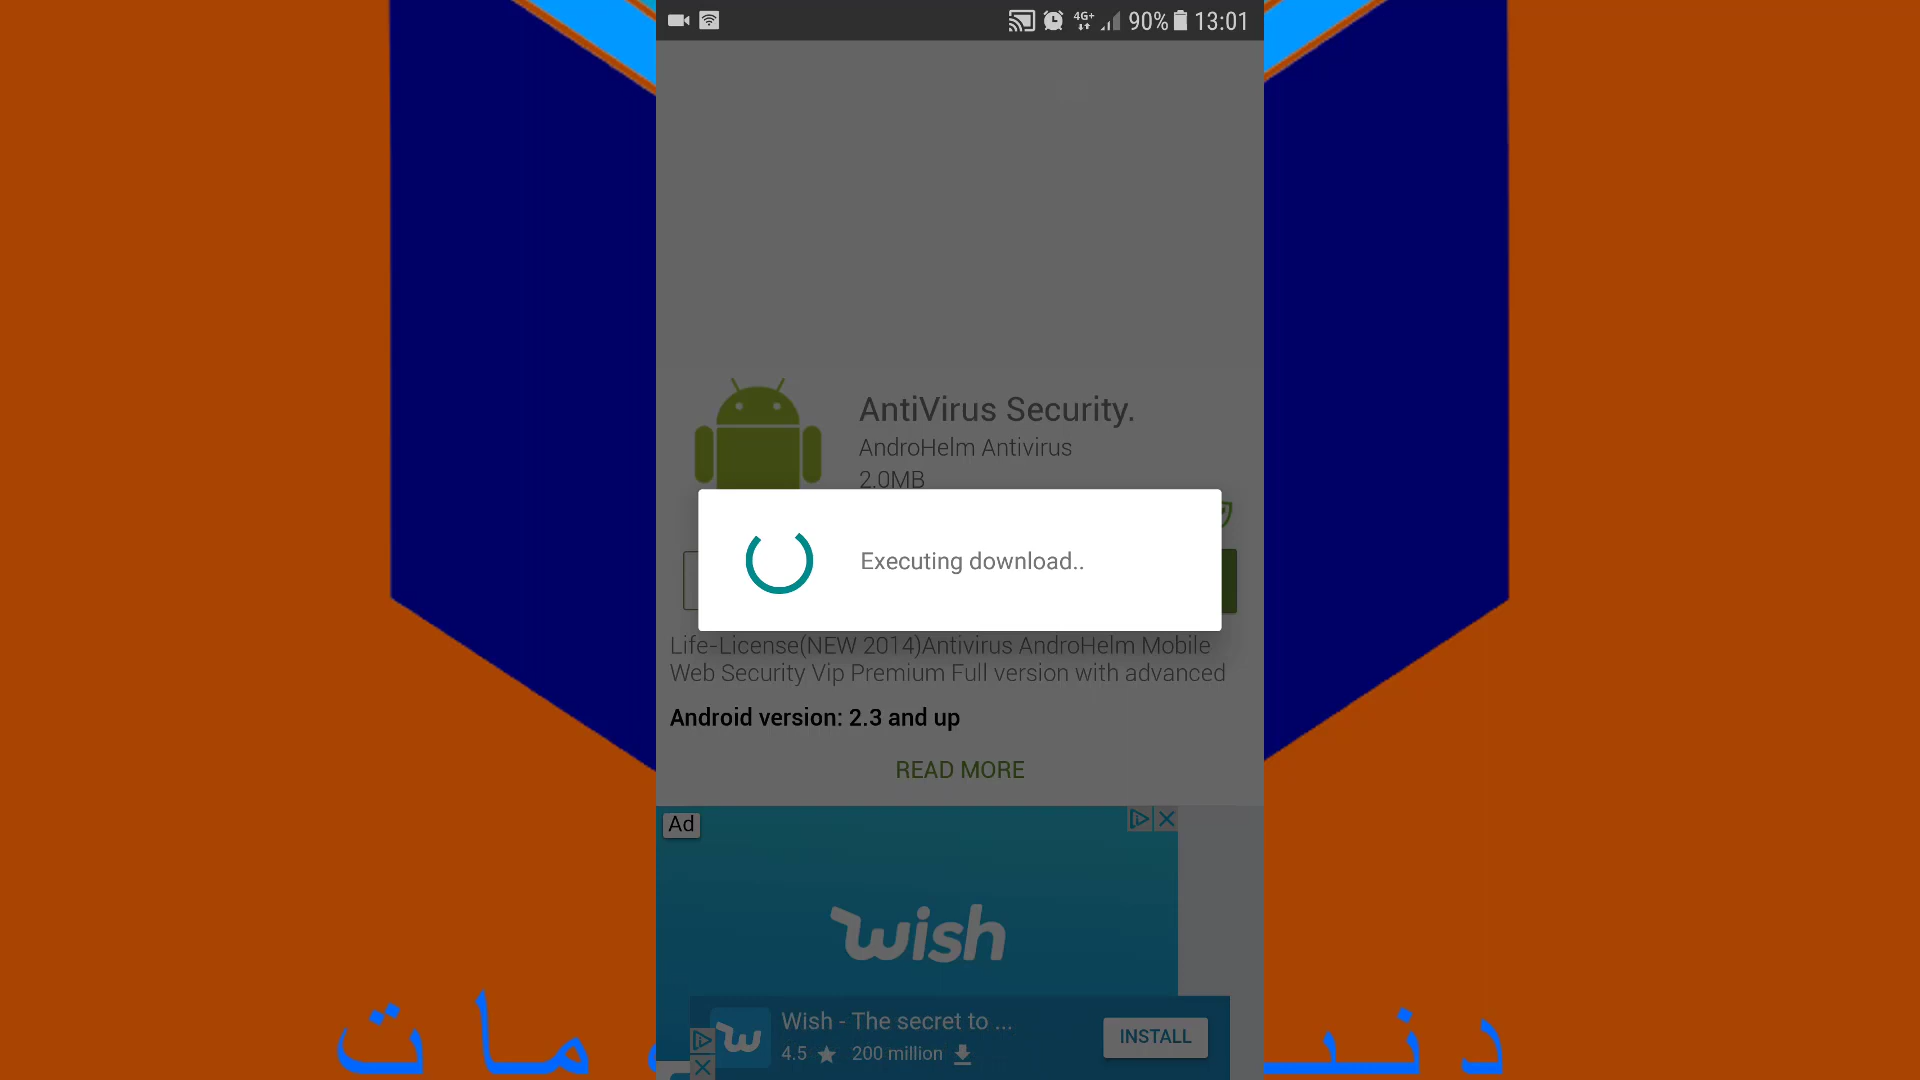 4G+ 90% 13:01
AntiVirus Security.
AndroHelm Antivirus
2.0MB
Executing download..
Life-License(NEW 2014)Antivirus AndroHelm Mobile
Web Security Vip Premium Full version with advanced
Android version: 2.3 and up
READ MORE
Ad
wish
Wish - The secret to ...
4.5 200 million
INSTALL